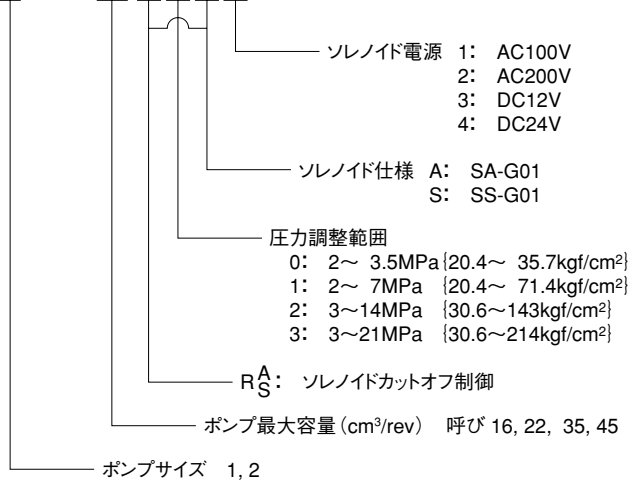 ソレノイド電源 1: AC100V
2: AC200V
3: DC12V
4: DC24V
ソレノイド仕様 A: SA-G01
S: SS-G01
圧力調整範囲
0: 2～ 3.5MPa{20.4～ 35.7kgf/cm²}
1: 2～ 7MPa {20.4～ 71.4kgf/cm²}
2: 3～14MPa {30.6～143kgf/cm²}
3: 3～21MPa {30.6～214kgf/cm²}
R A/S: ソレノイドカットオフ制御
ポンプ最大容量(cm³/rev) 呼び 16, 22, 35, 45
ポンプサイズ 1, 2